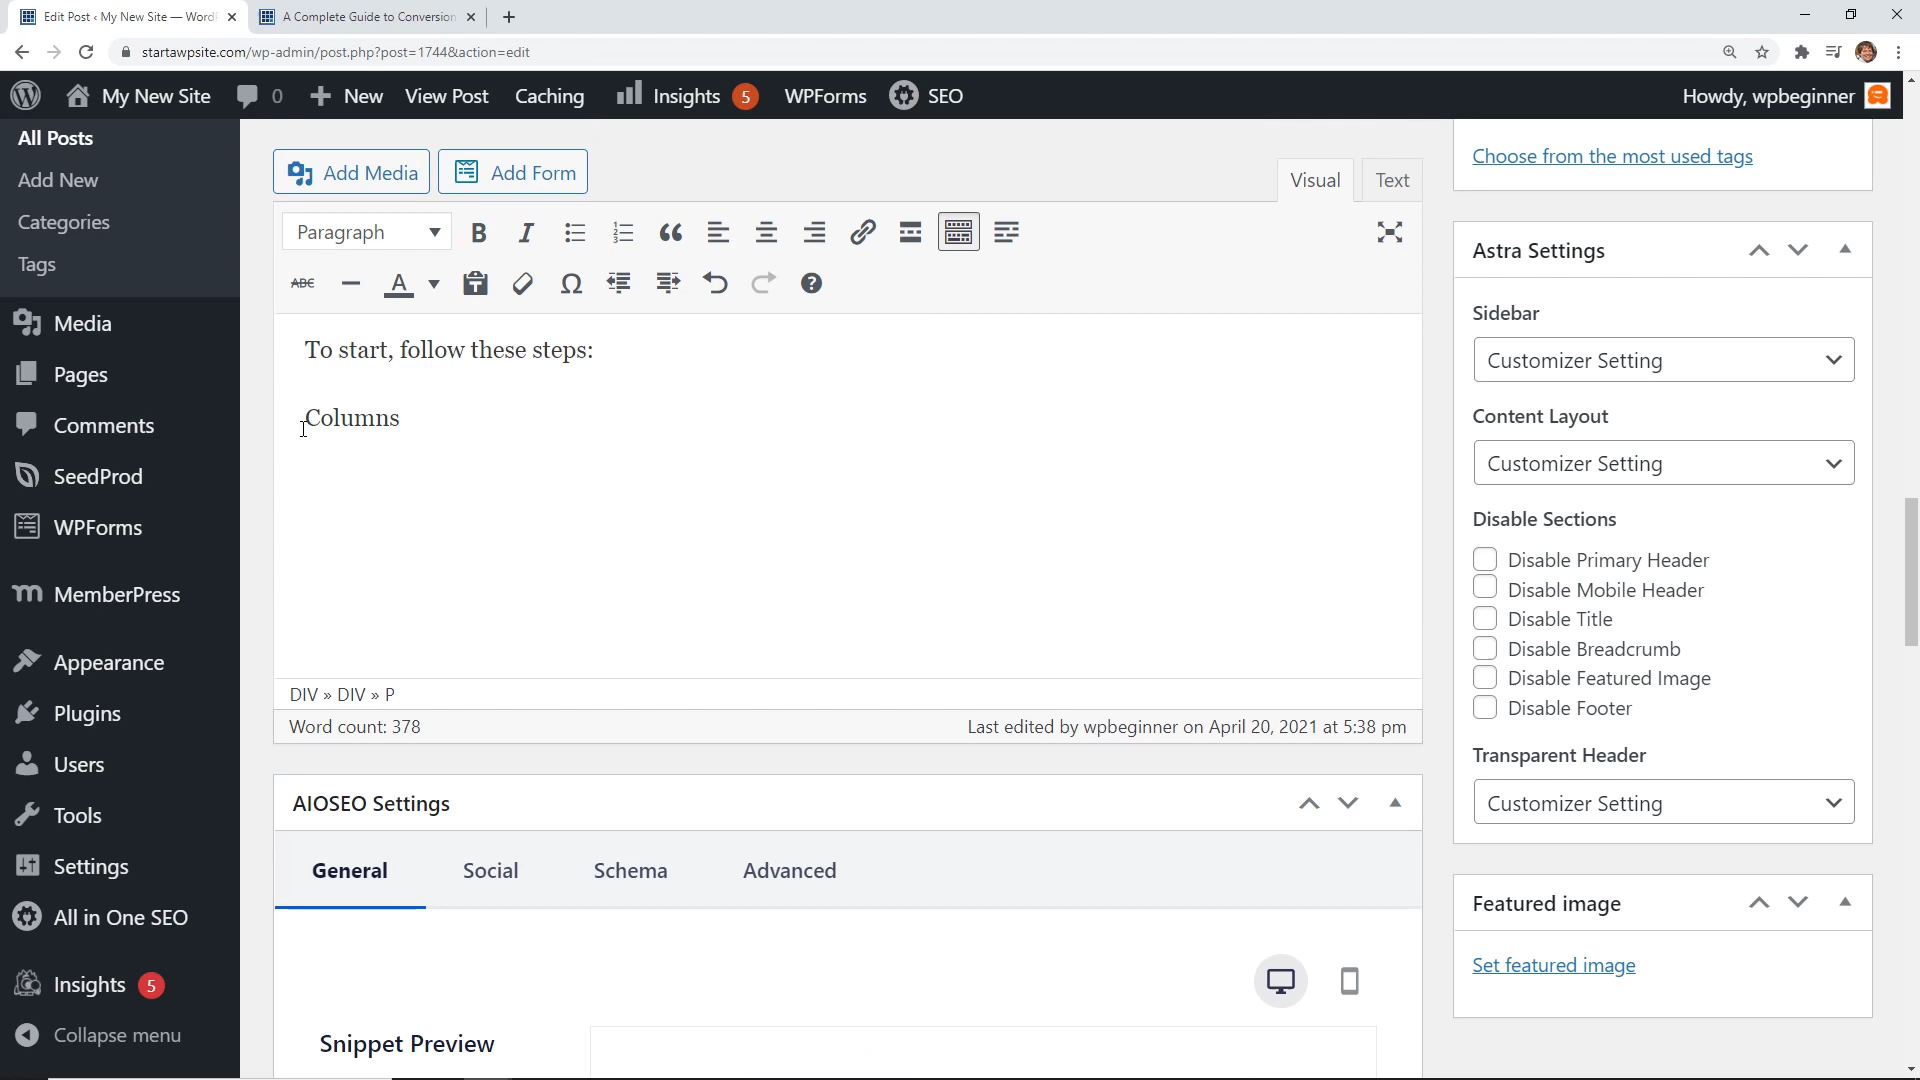 Edit Post ‹ My New Site — WordP
A Complete Guide to Conversion
startawpsite.com/wp-admin/post.php?post=1744&action=edit
My New Site 0 New View Post Caching Insights 5 WPForms SEO Howdy, wpbeginner
All Posts
Add New
Categories
Tags
Media
Pages
Comments
SeedProd
WPForms
MemberPress
Appearance
Plugins
Users
Tools
Settings
All in One SEO
Insights 5
Collapse menu
Add Media Add Form
Visual Text
Paragraph
B I
ABC A Ω
To start, follow these steps:
Columns
DIV » DIV » P
Word count: 378 Last edited by wpbeginner on April 20, 2021 at 5:38 pm
AIOSEO Settings
General Social Schema Advanced
Snippet Preview
Choose from the most used tags
Astra Settings
Sidebar
Customizer Setting
Content Layout
Customizer Setting
Disable Sections
Disable Primary Header
Disable Mobile Header
Disable Title
Disable Breadcrumb
Disable Featured Image
Disable Footer
Transparent Header
Customizer Setting
Featured image
Set featured image